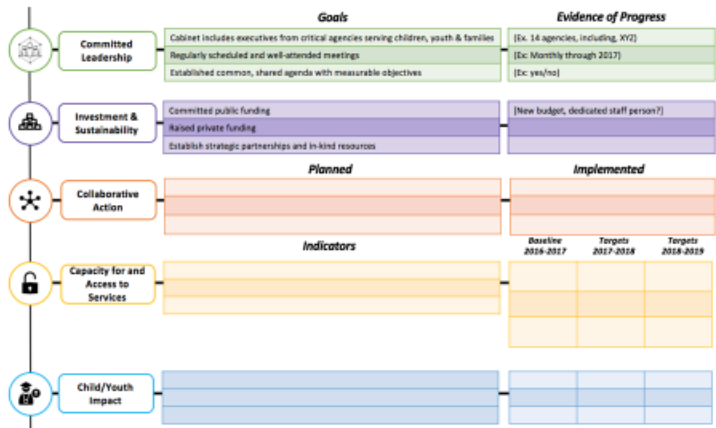 Goals
Evidence of Progress
Committed
Leadership
Cabinet includes executives from critical agencies serving children, youth & families
(Ex. 14 agencies, including, XYZ)
Regularly scheduled and well-attended meetings
(Ex: Monthly through 2017)
Established common, shared agenda with measurable objectives
(Ex: yes/no)
Investment &
Sustainability
Committed public funding
[New budget, dedicated staff person?]
Raised private funding
Establish strategic partnerships and in-kind resources
Planned
Implemented
Collaborative
Action
Indicators
Baseline
2016-2017
Targets
2017-2018
Targets
2018-2019
Capacity for and
Access to
Services
Child/Youth
Impact